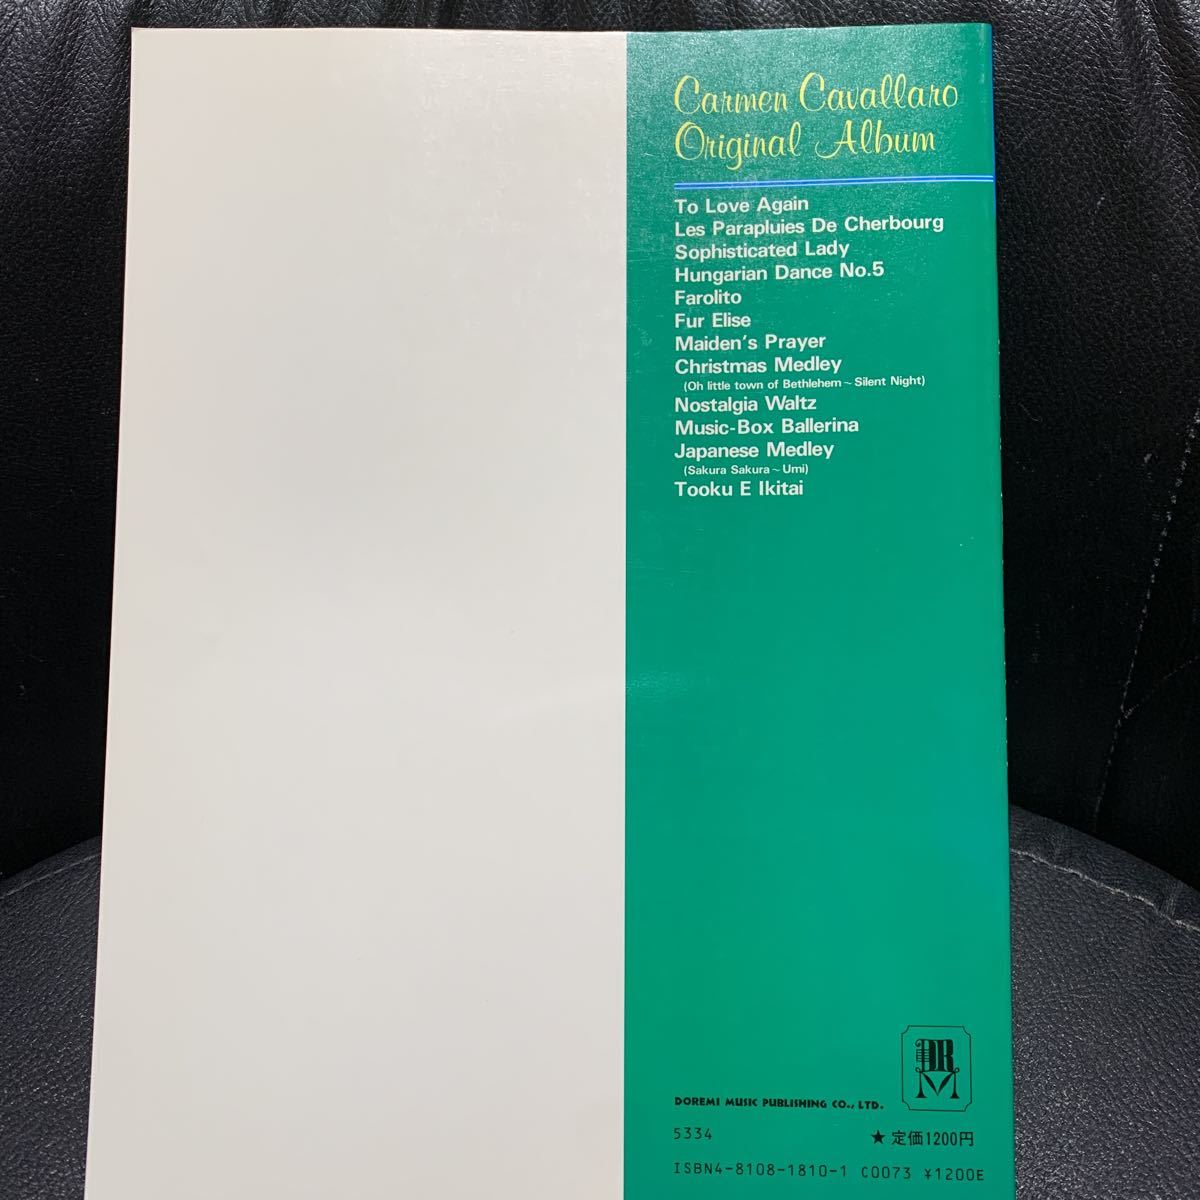 Carmen Cavallaro
Original Album
To Love Again
Les Parapluies De Cherbourg
Sophisticated Lady
Hungarian Dance No.5
Farolito
Fur Elise
Maiden's Prayer
Christmas Medley
(Oh little town of Bethlehem～Silent Night)
Nostalgia Waltz
Music-Box Ballerina
Japanese Medley
(Sakura Sakura～Umi)
Tooku E Ikitai
DRM
DOREMI MUSIC PUBLISHING CO., LTD.
5334 ★定価1200円
ISBN4-8108-1810-1 C0073 ¥1200E